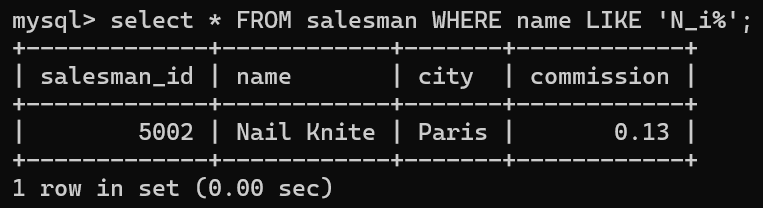 mysql> select * FROM salesman WHERE name LIKE 'N_i%';
+-------------+------------+-------+------------+
| salesman_id | name       | city  | commission |
+-------------+------------+-------+------------+
|        5002 | Nail Knite | Paris |       0.13 |
+-------------+------------+-------+------------+
1 row in set (0.00 sec)